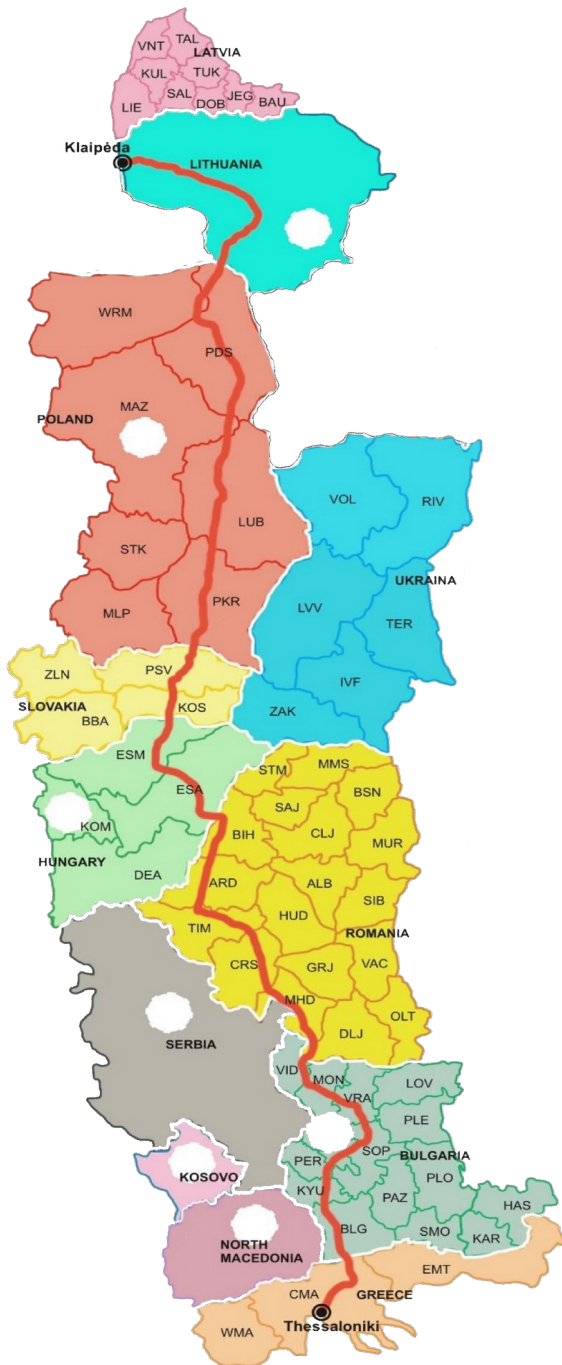 TAL
VNT
LATVIA
KUL
TUK
SAL
JEG
LIE
DOB
BAU
Klaipėda
LITHUANIA
WRM
PDS
MAZ
POLAND
VOL
RIV
LUB
STK
UKRAINA
LVV
PKR
MLP
TER
PSV
ZLN
IVF
KOS
SLOVAKIA
BBA
ZAK
ESM
STM
MMS
BSN
ESA
SAJ
KOM
BIH
CLJ
MUR
HUNGARY
DEA
ARD
ALB
SIB
HUD
TIM
ROMANIA
CRS
GRJ
VAC
MHD
OLT
DLJ
SERBIA
VID
MON
LOV
VRA
PLE
SOP
BULGARIA
PER
KOSOVO
PLO
KYU
PAZ
HAS
BLG
SMO
KAR
NORTH
MACEDONIA
EMT
CMA
GREECE
Thessaloniki
WMA